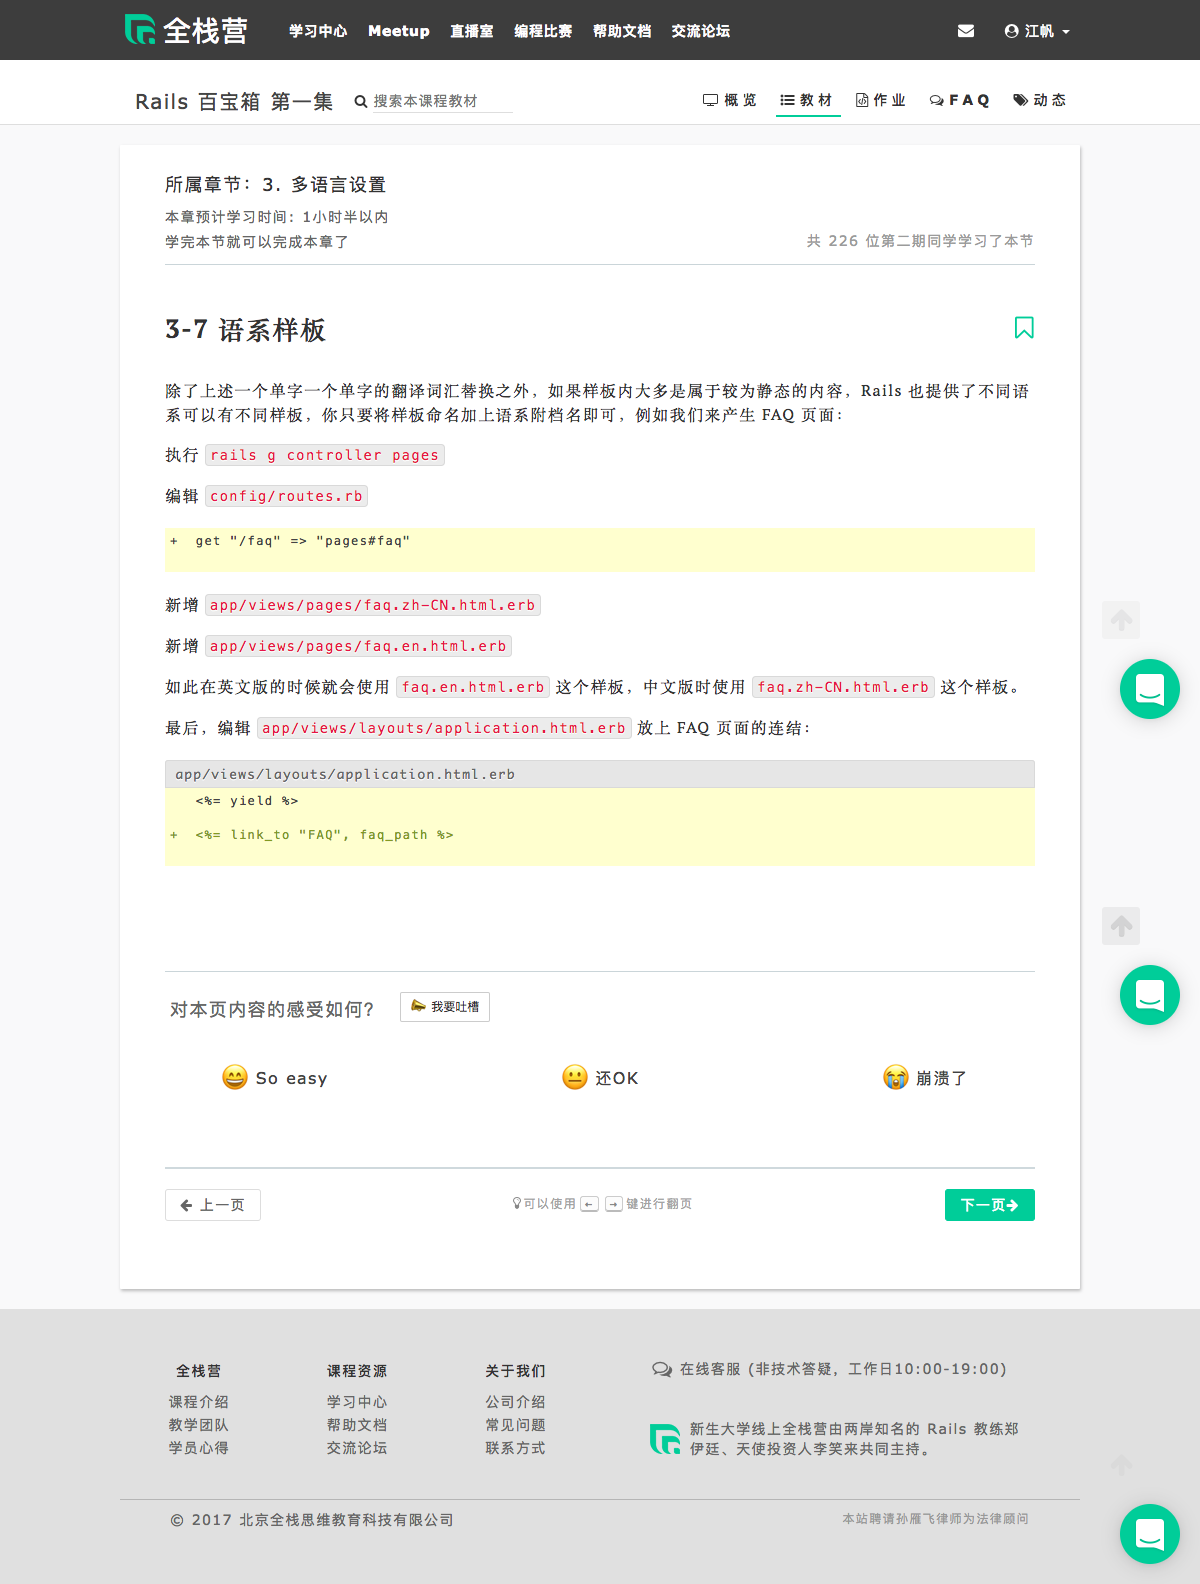 全栈营 学习中心 Meetup 直播室 编程比赛 帮助文档 交流论坛 江帆
Rails 百宝箱 第一集 搜索本课程教材 概览 教材 作业 FAQ 动态
所属章节：3. 多语言设置
本章预计学习时间：1小时半以内
学完本节就可以完成本章了 共 226 位第二期同学学习了本节
3-7 语系样板
除了上述一个单字一个单字的翻译词汇替换之外，如果样板内大多是属于较为静态的内容，Rails 也提供了不同语
系可以有不同样板，你只要将样板命名加上语系附档名即可，例如我们来产生 FAQ 页面：
执行 rails g controller pages
编辑 config/routes.rb
+  get "/faq" => "pages#faq"
新增 app/views/pages/faq.zh-CN.html.erb
新增 app/views/pages/faq.en.html.erb
如此在英文版的时候就会使用 faq.en.html.erb 这个样板，中文版时使用 faq.zh-CN.html.erb 这个样板。
最后，编辑 app/views/layouts/application.html.erb 放上 FAQ 页面的连结：
app/views/layouts/application.html.erb
<%= yield %>
+  <%= link_to "FAQ", faq_path %>
对本页内容的感受如何？ 我要吐槽
So easy 还OK 崩溃了
上一页 可以使用 ← → 键进行翻页 下一页
全栈营 课程资源 关于我们 在线客服 (非技术答疑，工作日10:00-19:00)
课程介绍 学习中心 公司介绍
教学团队 帮助文档 常见问题 新生大学线上全栈营由两岸知名的 Rails 教练郑
学员心得 交流论坛 联系方式 伊廷、天使投资人李笑来共同主持。
© 2017 北京全栈思维教育科技有限公司 本站聘请孙雁飞律师为法律顾问